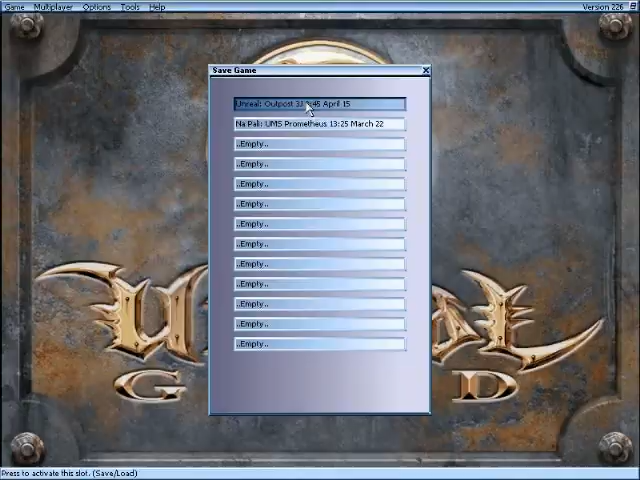 Game Multiplayer Options Tools Help Version 226
Save Game
Unreal: Outpost 3J :45 April 15
Na Pali: UMS Prometheus 13:25 March 22
..Empty..
..Empty..
..Empty..
..Empty..
..Empty..
..Empty..
..Empty..
..Empty..
..Empty..
..Empty..
..Empty..
G D
Press to activate this slot. (Save/Load)